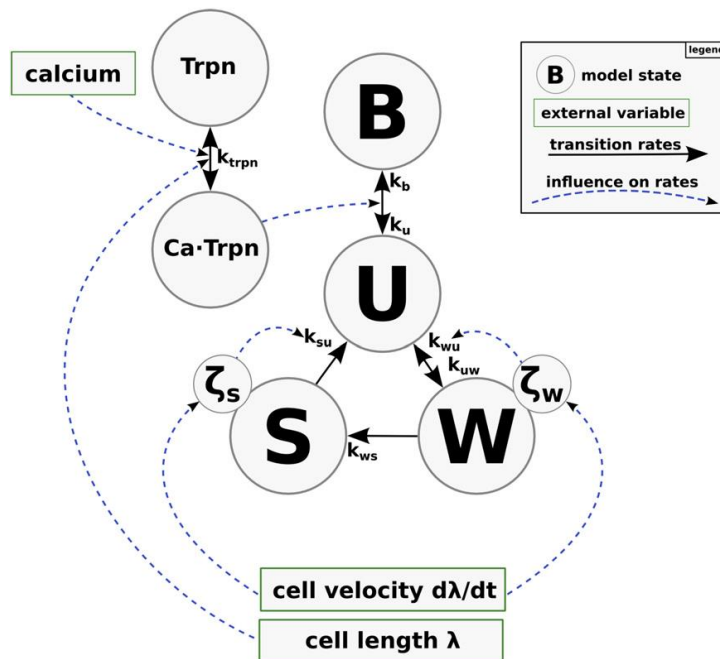 calcium
Trpn
k_trpn
Ca·Trpn
B
k_b
k_u
U
k_su
k_wu
k_uw
ζ_s
S
k_ws
W
ζ_w
cell velocity dλ/dt
cell length λ
legend
B model state
external variable
transition rates
influence on rates